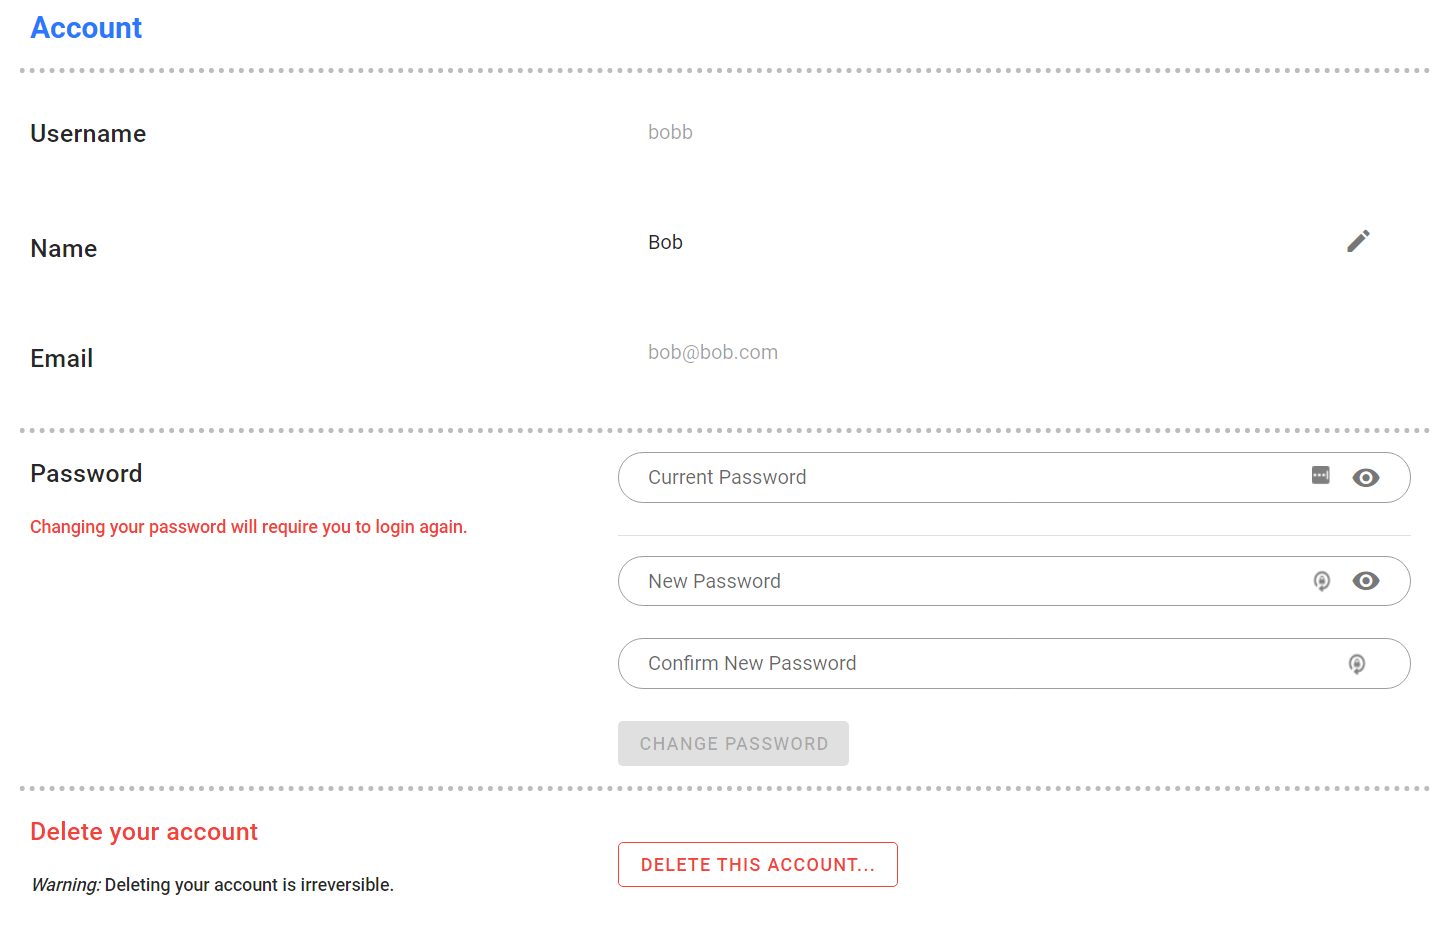 Account
Username
bobb
Name
Bob
Email
bob@bob.com
Password
Changing your password will require you to login again.
Current Password
New Password
Confirm New Password
CHANGE PASSWORD
Delete your account
Warning: Deleting your account is irreversible.
DELETE THIS ACCOUNT...